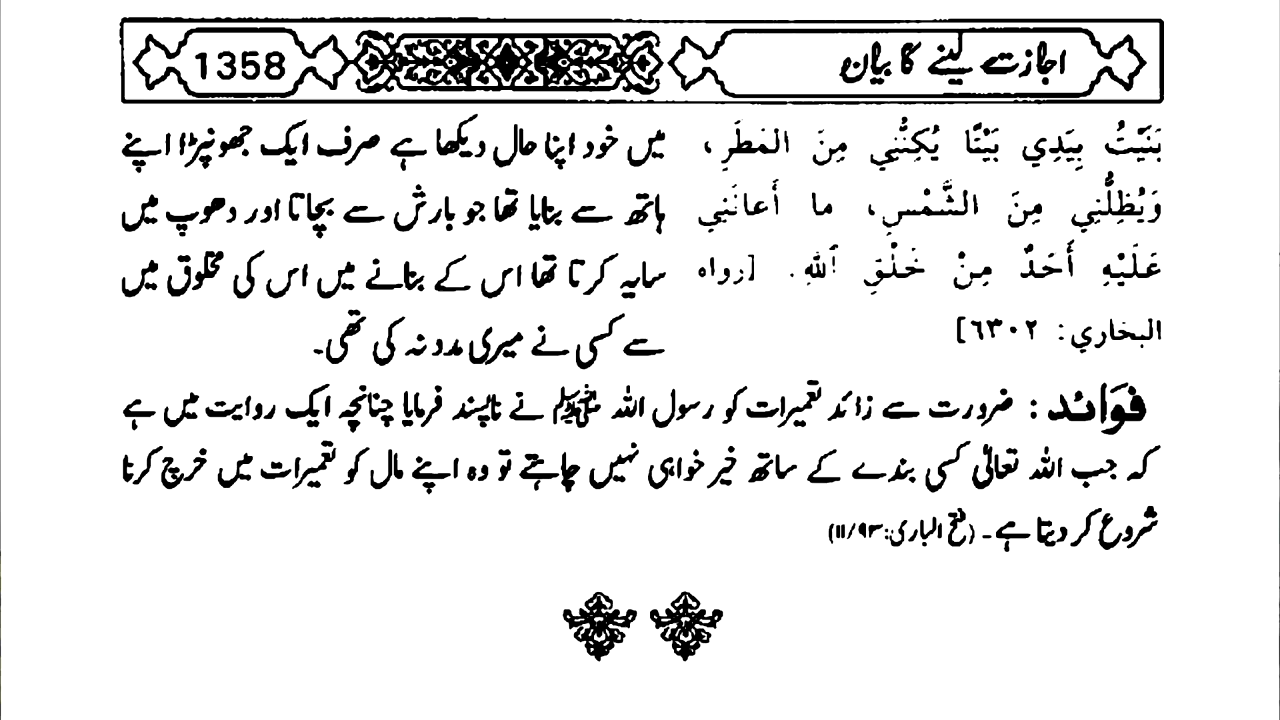 اجازت لینے کا بیان
1358
بَنَيْتُ بِيَدِي بَيْتًا يُكِنُّنِي مِنَ المَطَرِ،
وَيُظِلُّنِي مِنَ الشَّمْسِ، ما أَعانَنِي
عَلَيْهِ أَحَدٌ مِنْ خَلْقِ ٱللهِ. [رواه
البخاري: ٦٣٠٢]
میں خود اپنا حال دیکھا ہے صرف ایک جھونپڑا اپنے
ہاتھ سے بنایا تھا جو بارش سے بچاتا اور دھوپ میں
سایہ کرتا تھا اس کے بنانے میں اس کی مخلوق میں
سے کسی نے میری مدد نہ کی تھی۔
فوَائد : ضرورت سے زائد تعمیرات کو رسول اللہ ﷺ نے ناپسند فرمایا چنانچہ ایک روایت میں ہے
کہ جب اللہ تعالیٰ کسی بندے کے ساتھ خیر خواہی نہیں چاہتے تو وہ اپنے مال کو تعمیرات میں خرچ کرنا
شروع کر دیتا ہے۔ (فتح الباری: ۱۱/۹۳)